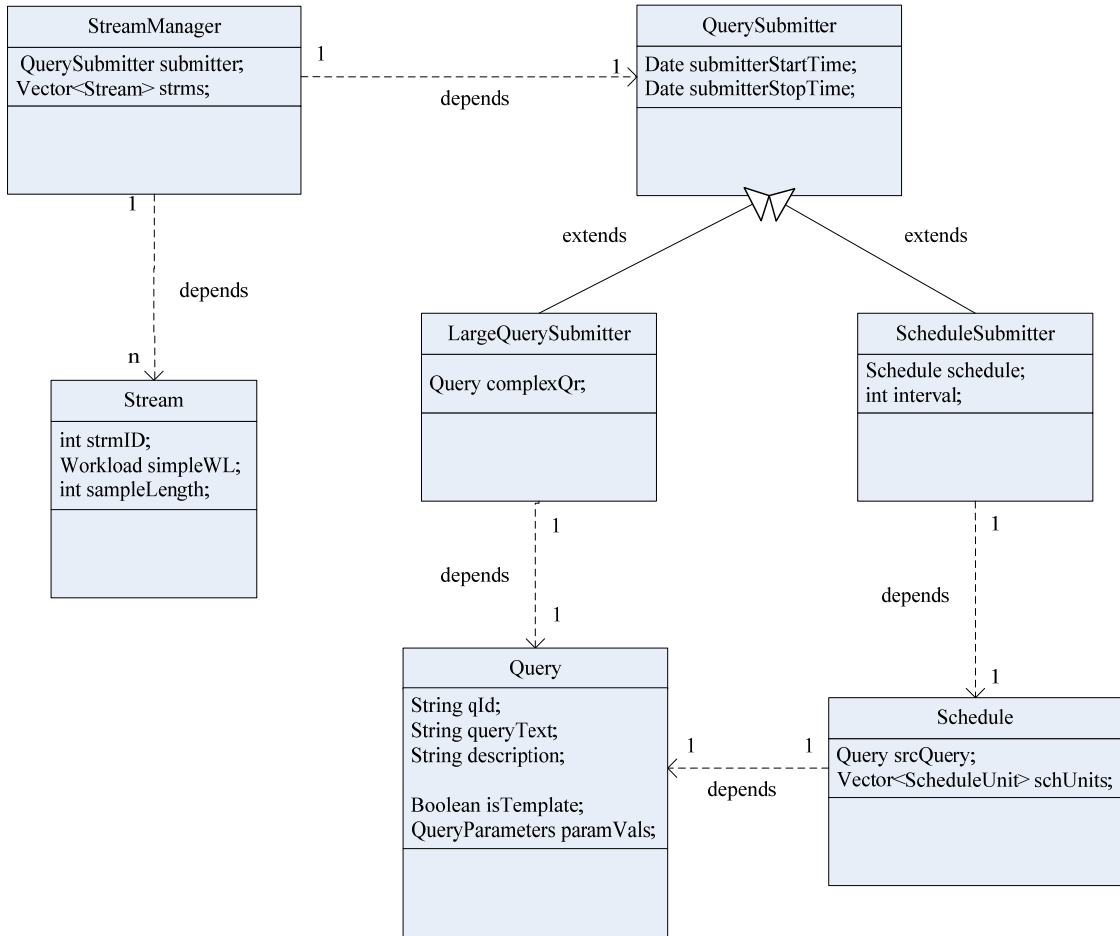 StreamManager
QuerySubmitter submitter;
Vector<Stream> strms;
1
1
depends
QuerySubmitter
Date submitterStartTime;
Date submitterStopTime;
1
depends
n
extends
extends
LargeQuerySubmitter
Query complexQr;
ScheduleSubmitter
Schedule schedule;
int interval;
Stream
int strmID;
Workload simpleWL;
int sampleLength;
1
depends
1
1
depends
1
Query
String qId;
String queryText;
String description;
Boolean isTemplate;
QueryParameters paramVals;
1
1
depends
Schedule
Query srcQuery;
Vector<ScheduleUnit> schUnits;